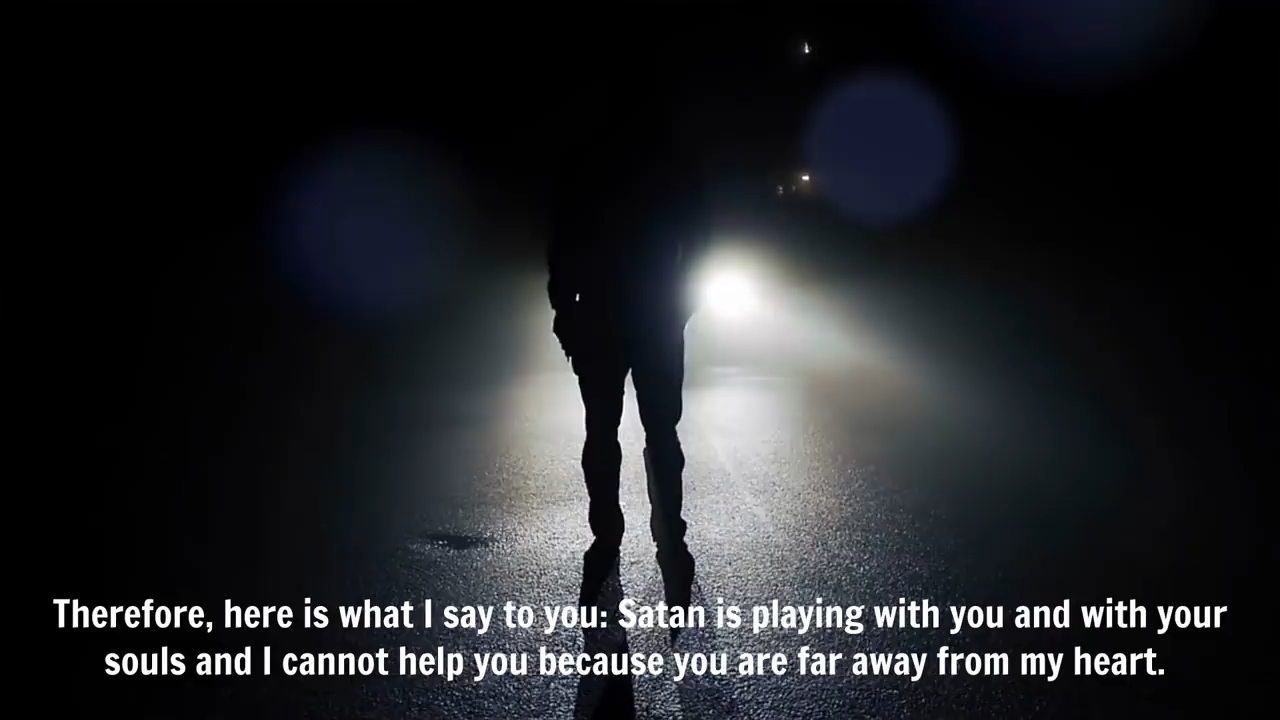 Therefore, here is what I say to you: Satan is playing with you and with your
souls and I cannot help you because you are far away from my heart.